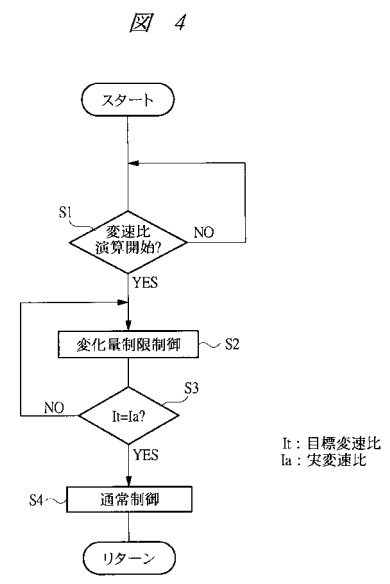 図 4
スタート
S1
変速比
演算開始?
NO
YES
変化量制限制御
S2
S3
It=Ia?
NO
YES
It:目標変速比
Ia:実変速比
S4
通常制御
リターン